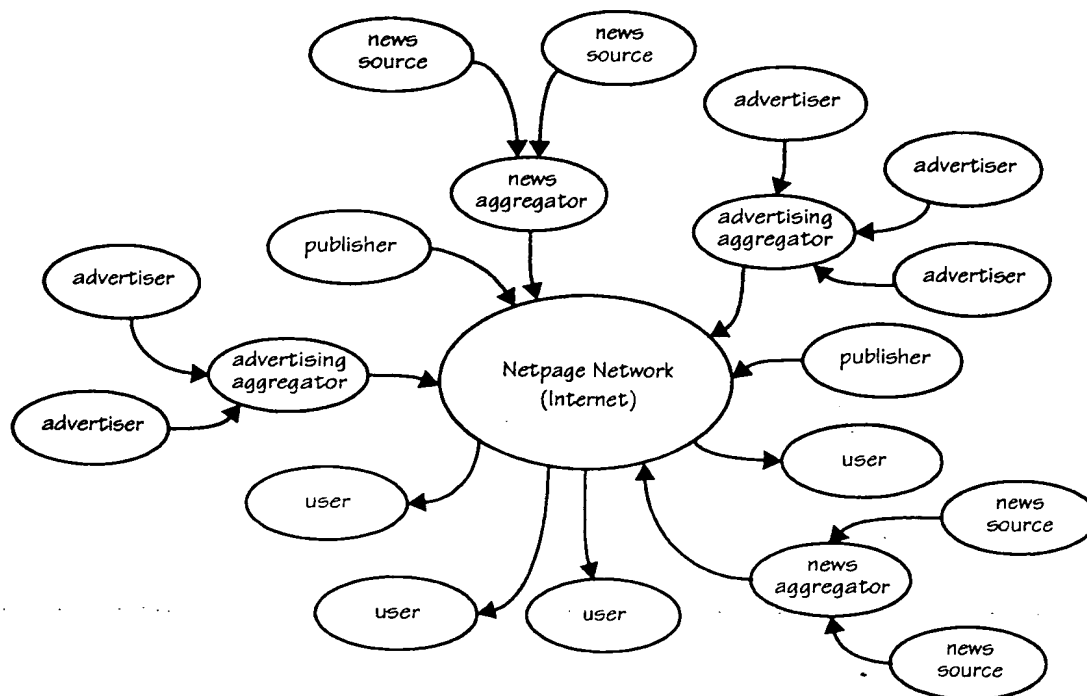 news
source
news
source
advertiser
advertiser
news
aggregator
advertising
aggregator
publisher
advertiser
advertiser
advertising
aggregator
publisher
Netpage Network
(Internet)
advertiser
user
user
news
source
news
aggregator
user
user
news
source